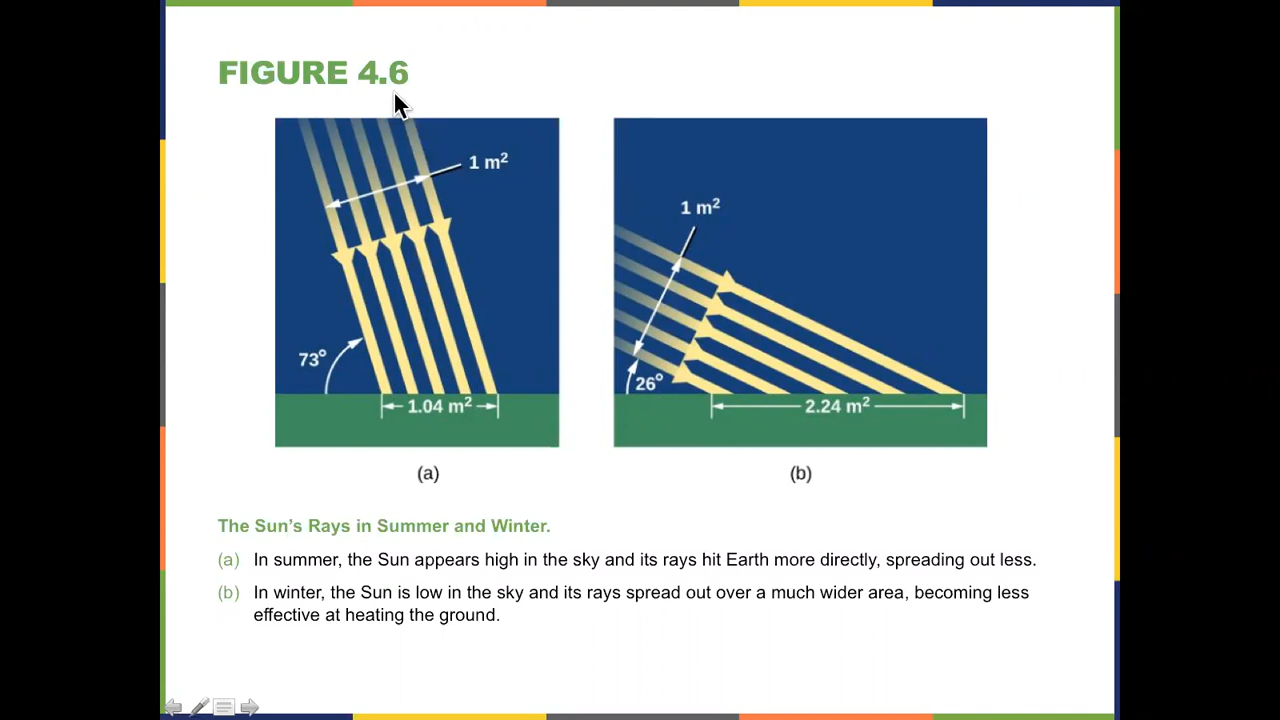 FIGURE 4.6
1 m²
73°
1.04 m²
(a)
1 m²
26°
2.24 m²
(b)
The Sun’s Rays in Summer and Winter.
(a) In summer, the Sun appears high in the sky and its rays hit Earth more directly, spreading out less.
(b) In winter, the Sun is low in the sky and its rays spread out over a much wider area, becoming less
effective at heating the ground.